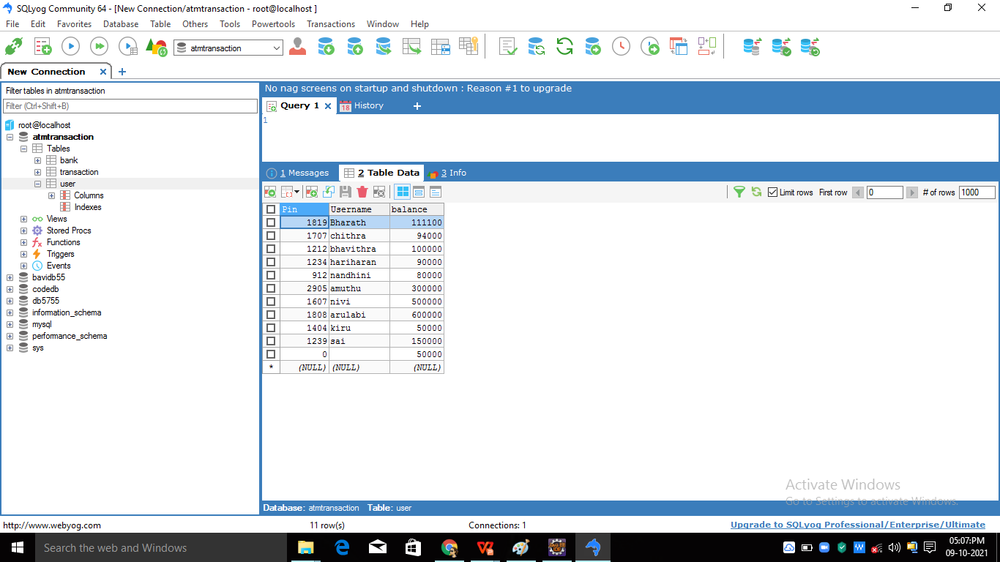 SQLyog Community 64 - [New Connection/atmtransaction - root@localhost ]
File Edit Favorites Database Table Others Tools Powertools Transactions Window Help
atmtransaction
New Connection
Filter tables in atmtransaction
Filter (Ctrl+Shift+B)
root@localhost
atmtransaction
Tables
bank
transaction
user
Columns
Indexes
Views
Stored Procs
Functions
Triggers
Events
bavidb55
codedb
db5755
information_schema
mysql
performance_schema
sys
No nag screens on startup and shutdown : Reason #1 to upgrade
Query 1 18 History
1
1 Messages 2 Table Data 3 Info
Limit rows First row 0 # of rows 1000
Pin Username balance
1819 Bharath 111100
1707 chithra 94000
1212 bhavithra 100000
1234 hariharan 90000
912 nandhini 80000
2905 amuthu 300000
1607 nivi 500000
1808 arulabi 600000
1404 kiru 50000
1239 sai 150000
0 50000
* (NULL) (NULL) (NULL)
Activate Windows
Go to Settings to activate Windows.
Database: atmtransaction Table: user
http://www.webyog.com 11 row(s) Connections: 1 Upgrade to SQLyog Professional/Enterprise/Ultimate
Search the web and Windows
05:07:PM
09-10-2021